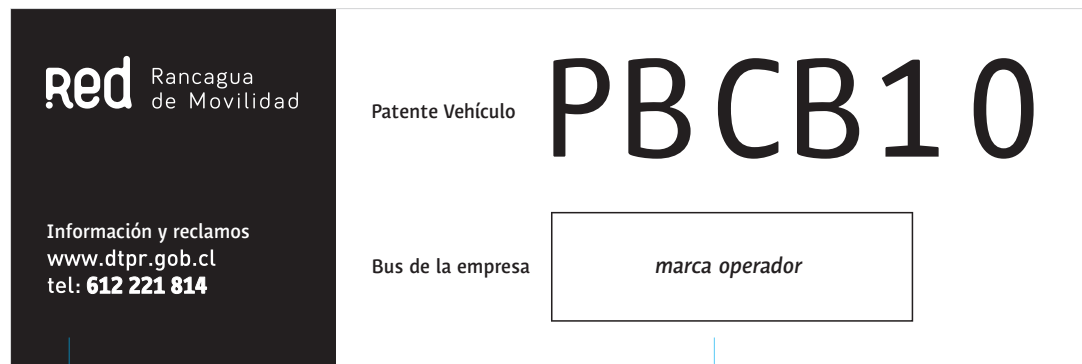 Red Rancagua
de Movilidad
Información y reclamos
www.dtpr.gob.cl
tel: 612 221 814
Patente Vehículo PBCB10
Bus de la empresa marca operador